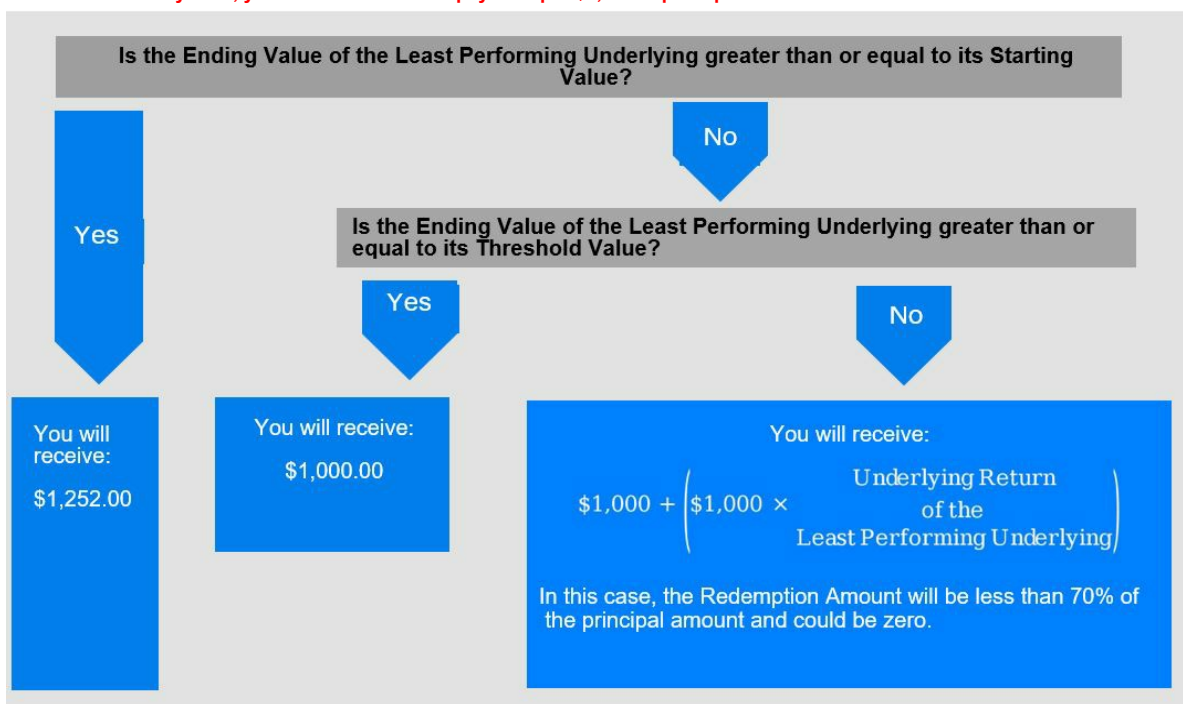 Is the Ending Value of the Least Performing Underlying greater than or equal to its Starting
Value?
No
Yes
Is the Ending Value of the Least Performing Underlying greater than or
equal to its Threshold Value?
Yes
No
You will
receive:
$1,252.00
You will receive:
$1,000.00
You will receive:
Underlying Return
$1,000 + ($1,000 × of the
Least Performing Underlying)
In this case, the Redemption Amount will be less than 70% of
the principal amount and could be zero.